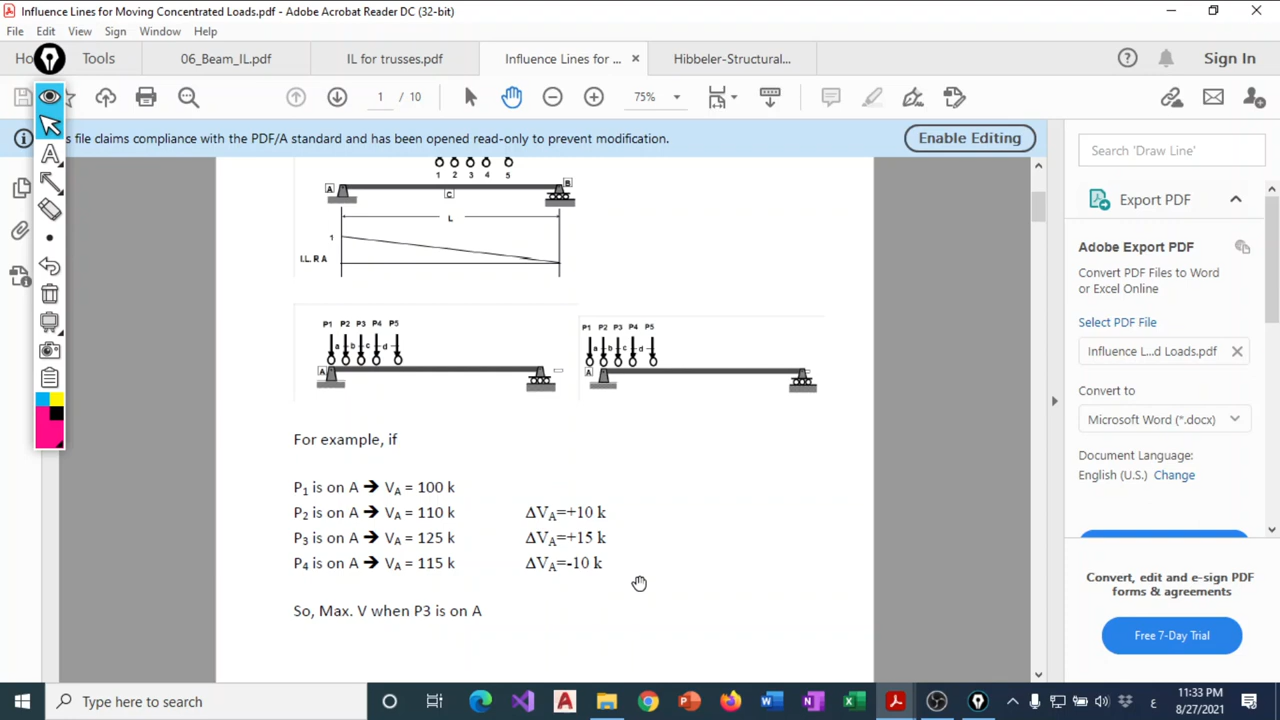 Influence Lines for Moving Concentrated Loads.pdf - Adobe Acrobat Reader DC (32-bit)
File Edit View Sign Window Help
Ho Tools 06_Beam_IL.pdf IL for trusses.pdf Influence Lines for ... × Hibbeler-Structural... Sign In
1 / 10 75%
s file claims compliance with the PDF/A standard and has been opened read-only to prevent modification. Enable Editing
Search 'Draw Line'
Export PDF
Adobe Export PDF
Convert PDF Files to Word
or Excel Online
Select PDF File
Influence L...d Loads.pdf
Convert to
Microsoft Word (*.docx)
Document Language:
English (U.S.) Change
Convert, edit and e-sign PDF
forms & agreements
Free 7-Day Trial
1 2 3 4 5
A B
C
L
1
I.L. R A
P1 P2 P3 P4 P5
a b c d
A
P1 P2 P3 P4 P5
a b c d
A
For example, if
P1 is on A ➔ VA = 100 k
P2 is on A ➔ VA = 110 k ΔVA=+10 k
P3 is on A ➔ VA = 125 k ΔVA=+15 k
P4 is on A ➔ VA = 115 k ΔVA=-10 k
So, Max. V when P3 is on A
Type here to search
ع
11:33 PM
8/27/2021